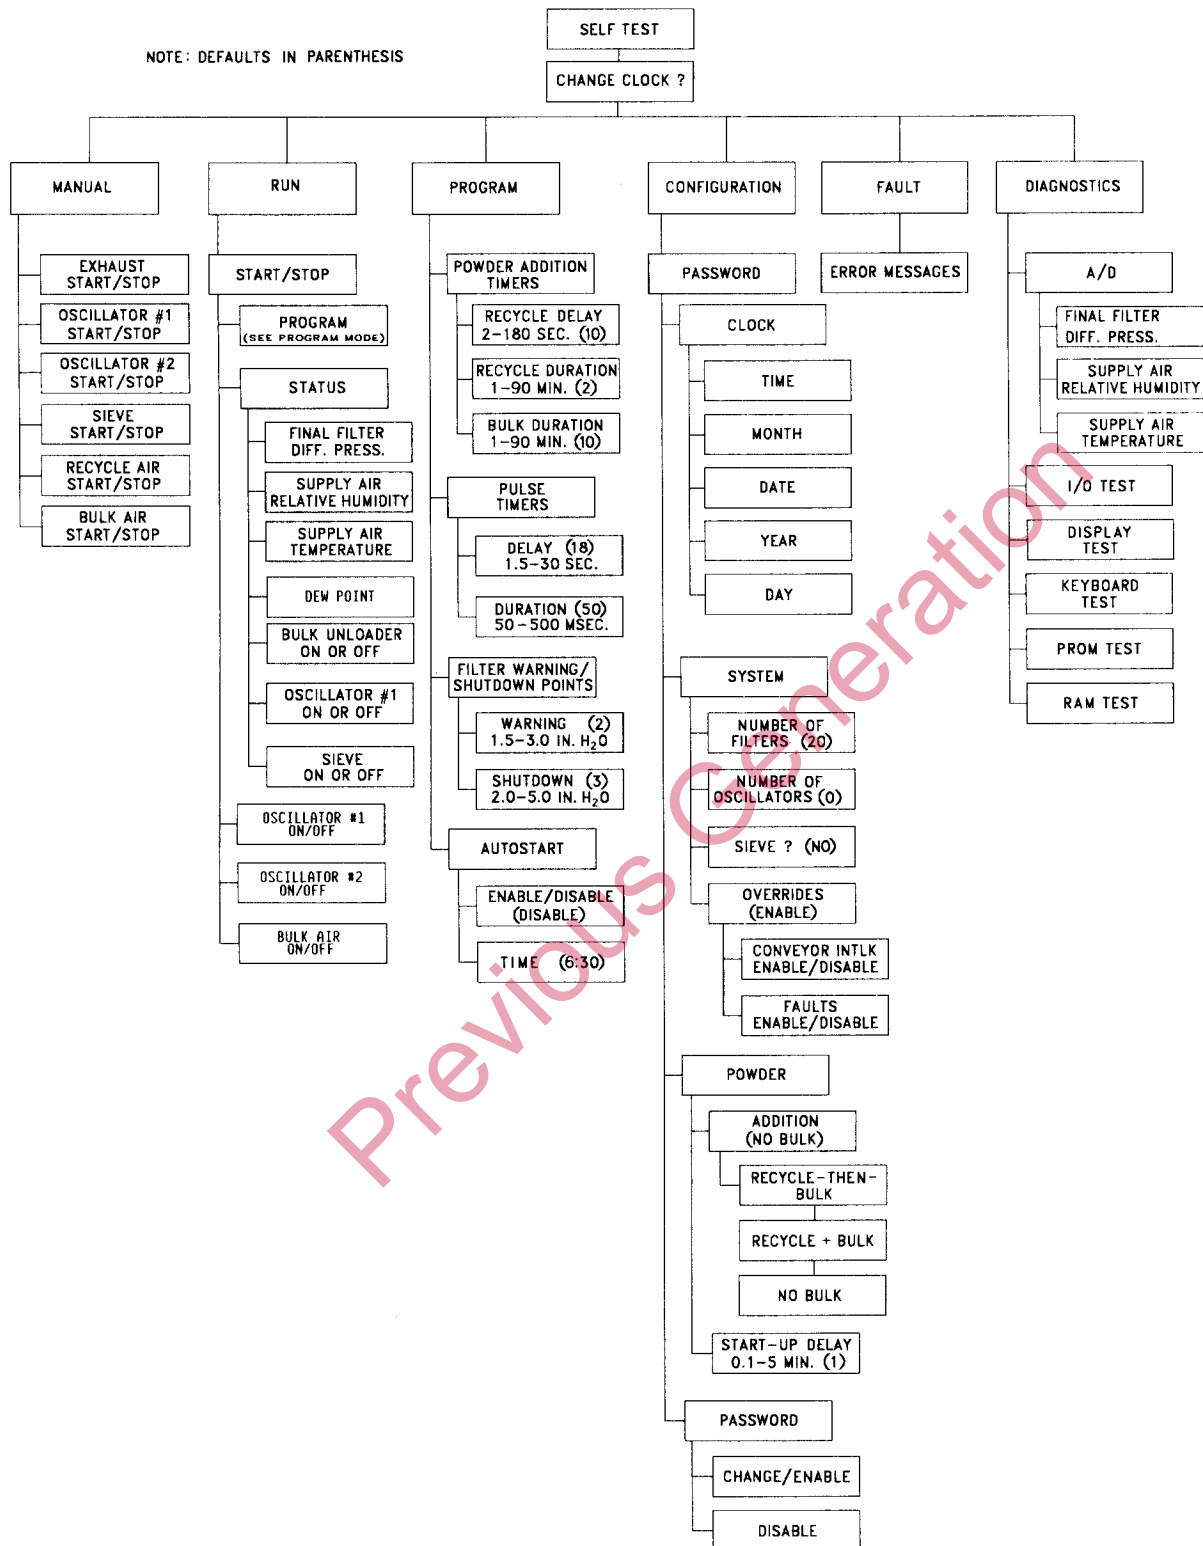 SELF TEST
NOTE: DEFAULTS IN PARENTHESIS
CHANGE CLOCK ?
MANUAL
EXHAUST
START/STOP
OSCILLATOR #1
START/STOP
OSCILLATOR #2
START/STOP
SIEVE
START/STOP
RECYCLE AIR
START/STOP
BULK AIR
START/STOP
RUN
START/STOP
PROGRAM
(SEE PROGRAM MODE)
STATUS
FINAL FILTER
DIFF. PRESS.
SUPPLY AIR
RELATIVE HUMIDITY
SUPPLY AIR
TEMPERATURE
DEW POINT
BULK UNLOADER
ON OR OFF
OSCILLATOR #1
ON OR OFF
SIEVE
ON OR OFF
OSCILLATOR #1
ON/OFF
OSCILLATOR #2
ON/OFF
BULK AIR
ON/OFF
PROGRAM
POWDER ADDITION
TIMERS
RECYCLE DELAY
2-180 SEC. (10)
RECYCLE DURATION
1-90 MIN. (2)
BULK DURATION
1-90 MIN. (10)
PULSE
TIMERS
DELAY (18)
1.5-30 SEC.
DURATION (50)
50-500 MSEC.
FILTER WARNING/
SHUTDOWN POINTS
WARNING (2)
1.5-3.0 IN. H₂O
SHUTDOWN (3)
2.0-5.0 IN. H₂O
AUTOSTART
ENABLE/DISABLE
(DISABLE)
TIME (6:30)
CONFIGURATION
PASSWORD
CLOCK
TIME
MONTH
DATE
YEAR
DAY
SYSTEM
NUMBER OF
FILTERS (20)
NUMBER OF
OSCILLATORS (0)
SIEVE ? (NO)
OVERRIDES
(ENABLE)
CONVEYOR INTLK
ENABLE/DISABLE
FAULTS
ENABLE/DISABLE
POWDER
ADDITION
(NO BULK)
RECYCLE-THEN-
BULK
RECYCLE + BULK
NO BULK
START-UP DELAY
0.1-5 MIN. (1)
PASSWORD
CHANGE/ENABLE
DISABLE
FAULT
ERROR MESSAGES
DIAGNOSTICS
A/D
FINAL FILTER
DIFF. PRESS.
SUPPLY AIR
RELATIVE HUMIDITY
SUPPLY AIR
TEMPERATURE
I/O TEST
DISPLAY
TEST
KEYBOARD
TEST
PROM TEST
RAM TEST
Previous Generation